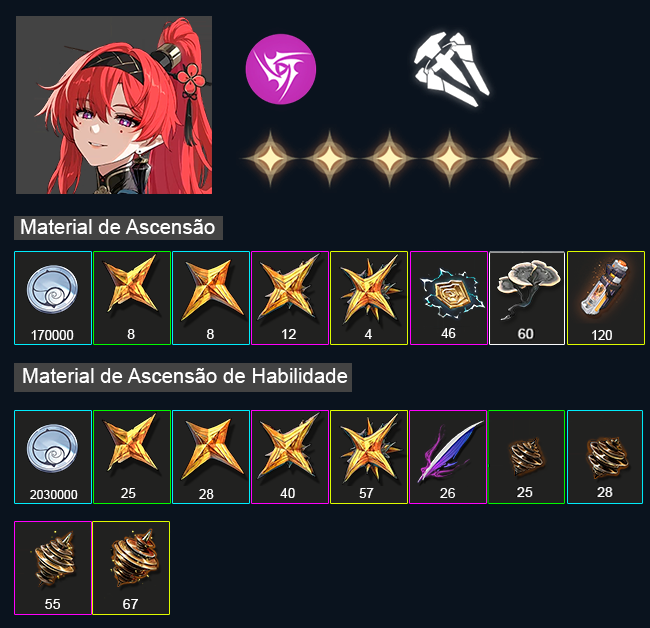 Material de Ascensão
170000 8 8 12 4 46 60 120
Material de Ascensão de Habilidade
2030000 25 28 40 57 26 25 28
55 67